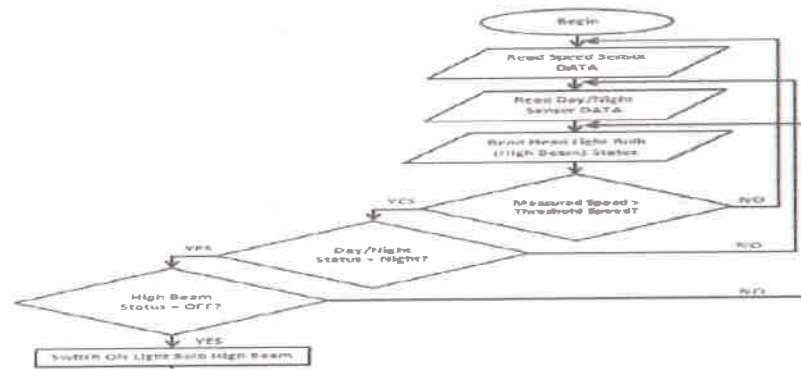 Begin
Read Speed Sensor
DATA
Read Day/Night
Sensor DATA
Read Head Light Bulb
(High Beam) Status
Measured Speed >
Threshold Speed?
YES
NO
Day/Night
Status = Night?
YES
NO
High Beam
Status = OFF?
NO
YES
Switch ON Light Bulb High Beam